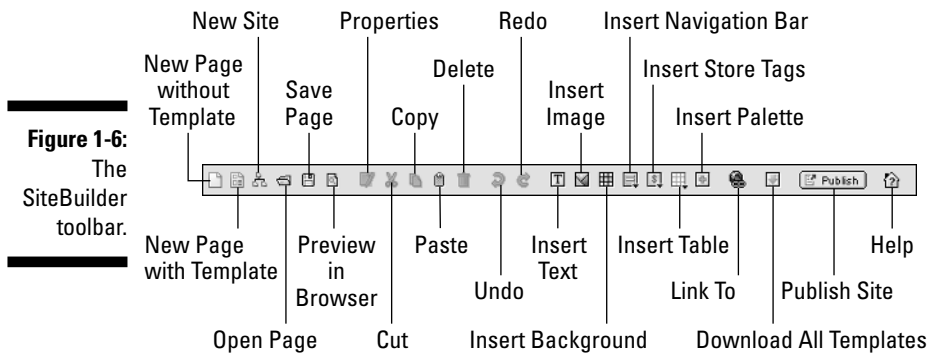 New Site
Properties
Redo
Insert Navigation Bar
New Page
without
Template
Save
Page
Copy
Delete
Insert
Image
Insert Store Tags
Insert Palette
Figure 1-6:
The
SiteBuilder
toolbar.
T
$
Publish
?
New Page
with Template
Preview
in
Browser
Paste
Insert
Text
Insert Table
Help
Undo
Link To
Publish Site
Open Page
Cut
Insert Background
Download All Templates